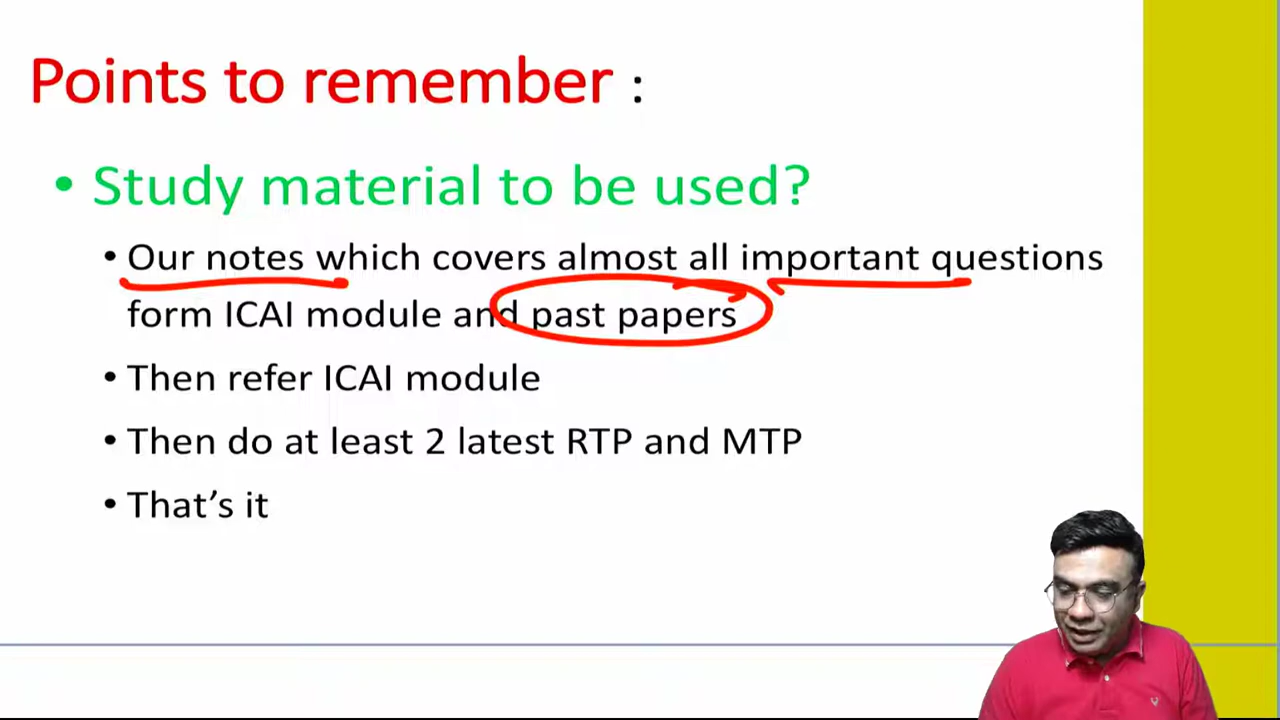 Points to remember :
• Study material to be used?
• Our notes which covers almost all important questions
form ICAI module and past papers
• Then refer ICAI module
• Then do at least 2 latest RTP and MTP
• That’s it